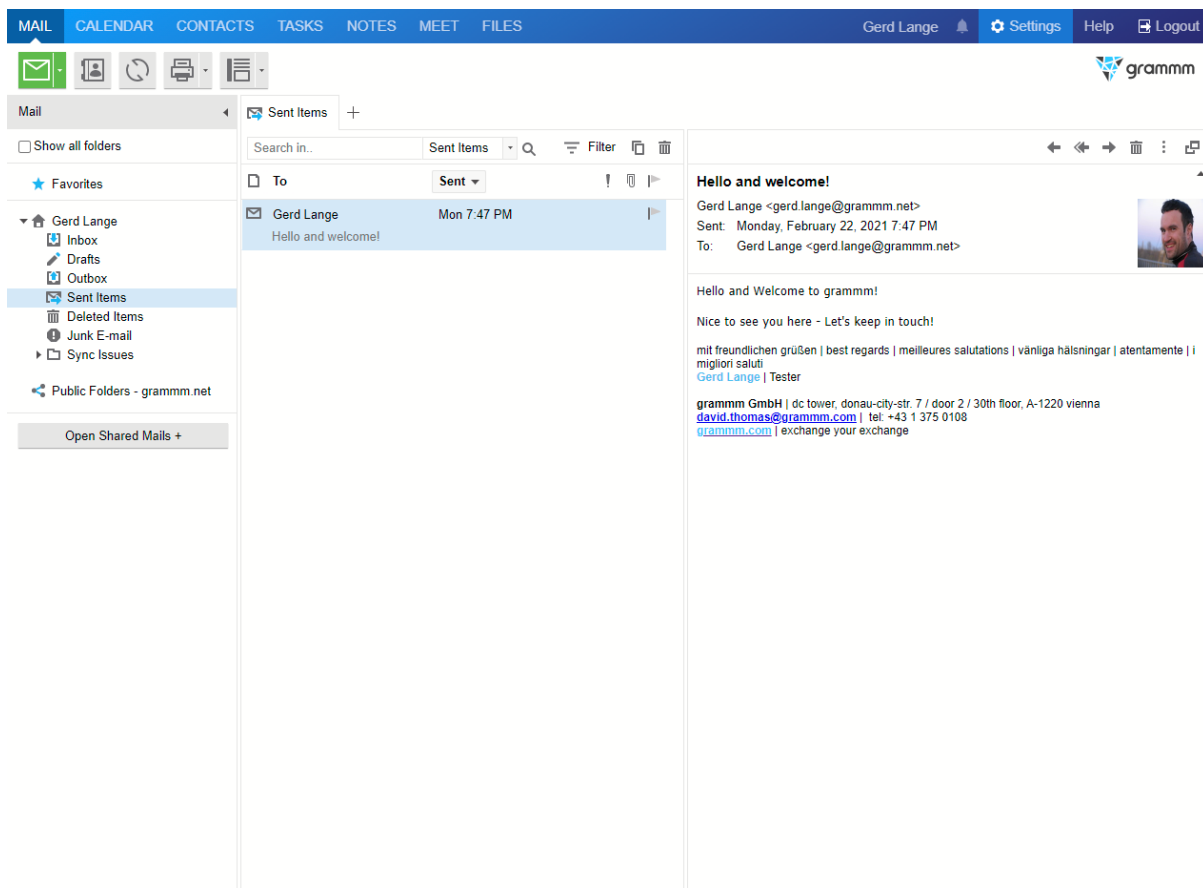 MAIL CALENDAR CONTACTS TASKS NOTES MEET FILES Gerd Lange Settings Help Logout
grammm
Mail
Show all folders
Favorites
Gerd Lange
Inbox
Drafts
Outbox
Sent Items
Deleted Items
Junk E-mail
Sync Issues
Public Folders - grammm.net
Open Shared Mails +
Sent Items
Search in.. Sent Items Filter
To Sent
Gerd Lange Mon 7:47 PM
Hello and welcome!
Hello and welcome!
Gerd Lange <gerd.lange@grammm.net>
Sent: Monday, February 22, 2021 7:47 PM
To: Gerd Lange <gerd.lange@grammm.net>
Hello and Welcome to grammm!
Nice to see you here - Let's keep in touch!
mit freundlichen grüßen | best regards | meilleures salutations | vänliga hälsningar | atentamente | i
migliori saluti
Gerd Lange | Tester
grammm GmbH | dc tower, donau-city-str. 7 / door 2 / 30th floor, A-1220 vienna
david.thomas@grammm.com | tel: +43 1 375 0108
grammm.com | exchange your exchange